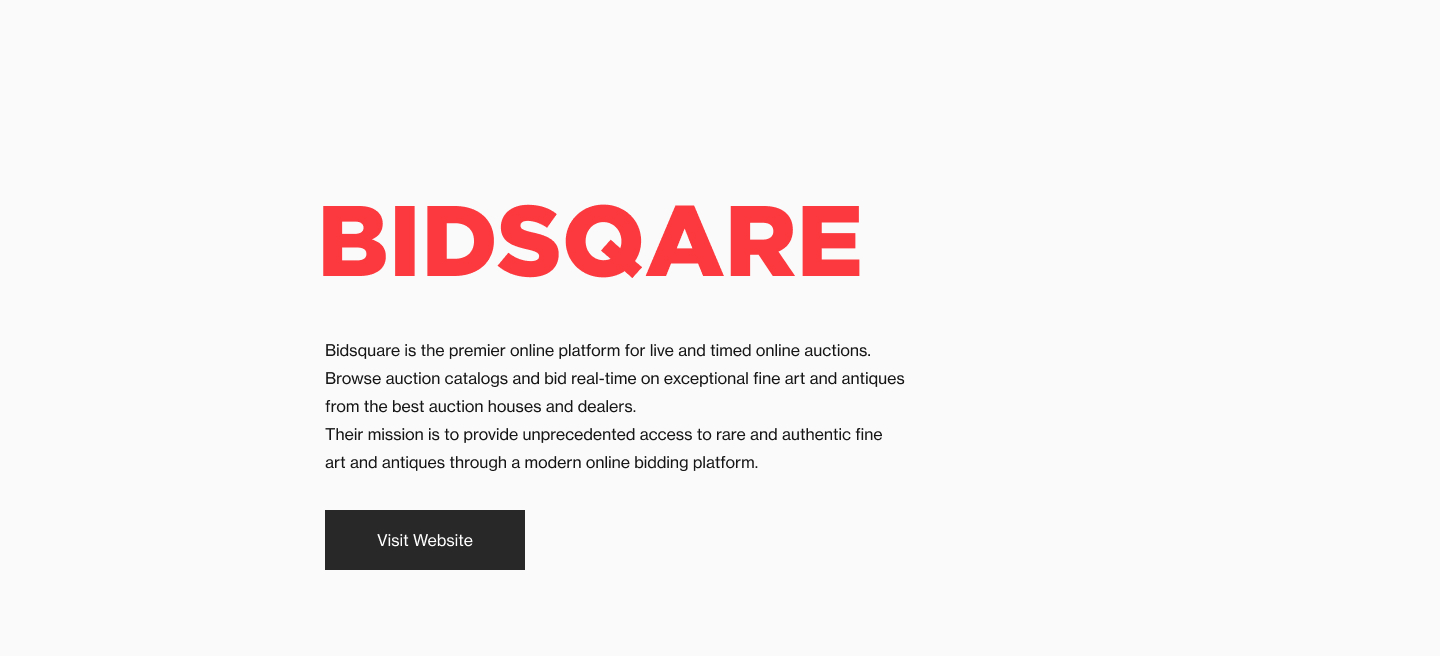 BIDSQARE
Bidsquare is the premier online platform for live and timed online auctions.
Browse auction catalogs and bid real-time on exceptional fine art and antiques
from the best auction houses and dealers.
Their mission is to provide unprecedented access to rare and authentic fine
art and antiques through a modern online bidding platform.
Visit Website